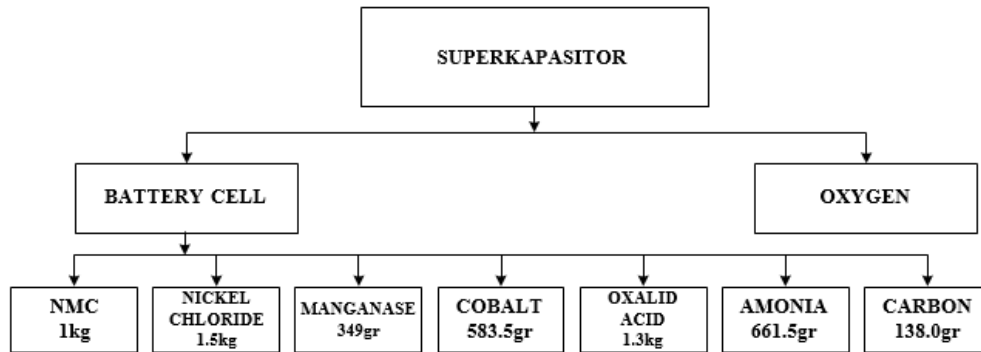 SUPERKAPASITOR
BATTERY CELL
OXYGEN
NMC
1kg
NICKEL
CHLORIDE
1.5kg
MANGANASE
349gr
COBALT
583.5gr
OXALID
ACID
1.3kg
AMONIA
661.5gr
CARBON
138.0gr